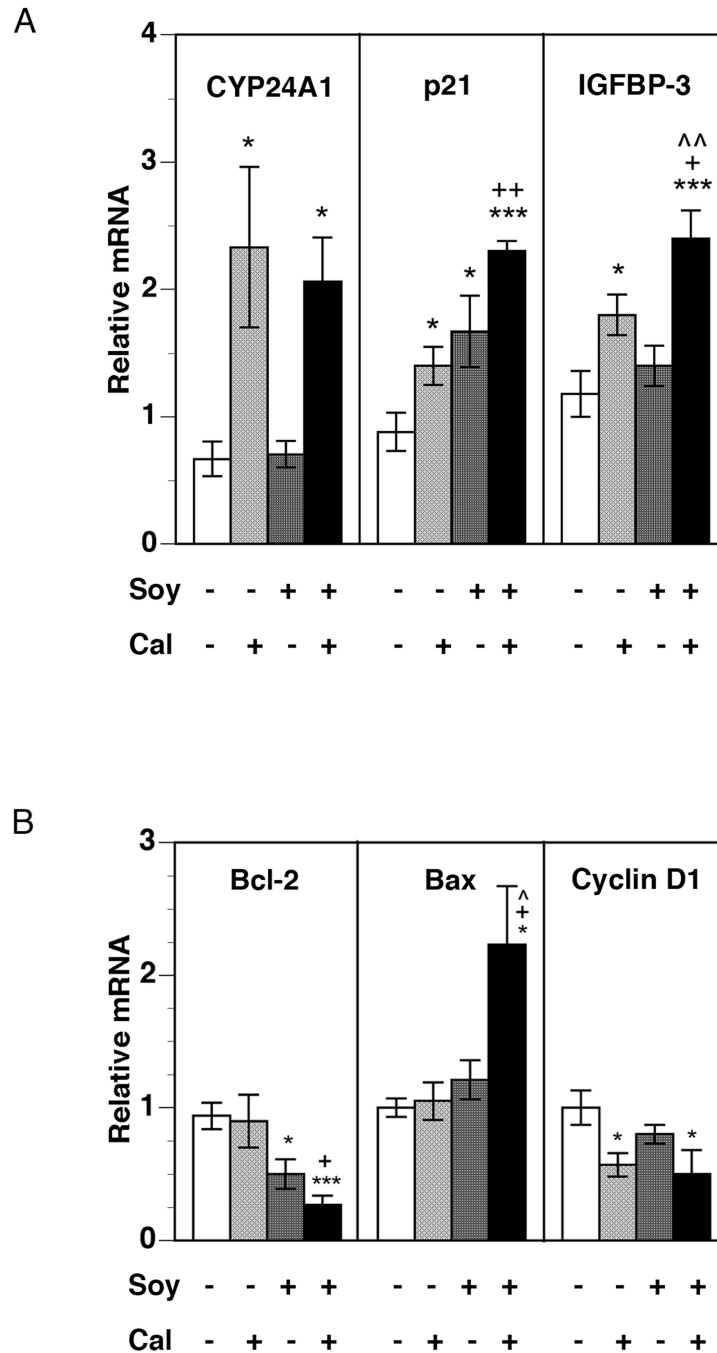 A
4
CYP24A1 p21 IGFBP-3
^^
+
* 3 ++ ***
* ***
Relative mRNA
* *
2
*
1
0
Soy - - + + - - + + - - + +
Cal - + - + - + - + - + - +
B
3
Bcl-2 Bax Cyclin D1
^
+
*
2
Relative mRNA
1
* + * *
***
0
Soy - - + + - - + + - - + +
Cal - + - + - + - + - + - +